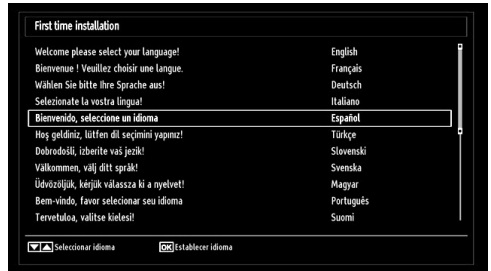 First time installation
Welcome please select your language! English
Bienvenue ! Veuillez choisir une langue. Français
Wählen Sie bitte Ihre Sprache aus! Deutsch
Selezionate la vostra lingua! Italiano
Bienvenido, seleccione un idioma Español
Hoş geldiniz, lütfen dil seçimini yapınız! Türkçe
Dobrodošli, izberite vaš jezik! Slovenski
Välkommen, välj ditt språk! Svenska
Üdvözöljük, kérjük válassza ki a nyelvet! Magyar
Bem-vindo, favor selecionar seu idioma Português
Tervetuloa, valitse kielesi! Suomi
Seleccionar idioma OK Establecer idioma